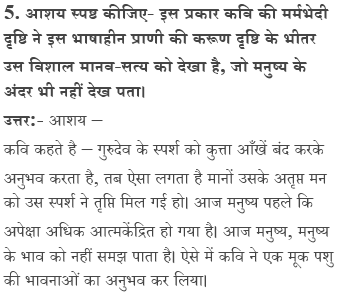 5. आशय स्पष्ट कीजिए- इस प्रकार कवि की मर्मभेदी
दृष्टि ने इस भाषाहीन प्राणी की करूण दृष्टि के भीतर
उस विशाल मानव-सत्य को देखा है, जो मनुष्य के
अंदर भी नहीं देख पता।
उत्तर:- आशय –
कवि कहते है – गुरुदेव के स्पर्श को कुत्ता आँखें बंद करके
अनुभव करता है, तब ऐसा लगता है मानों उसके अतृप्त मन
को उस स्पर्श ने तृप्ति मिल गई हो। आज मनुष्य पहले कि
अपेक्षा अधिक आत्मकेंद्रित हो गया है। आज मनुष्य, मनुष्य
के भाव को नहीं समझ पाता है। ऐसे में कवि ने एक मूक पशु
की भावनाओं का अनुभव कर लिया।